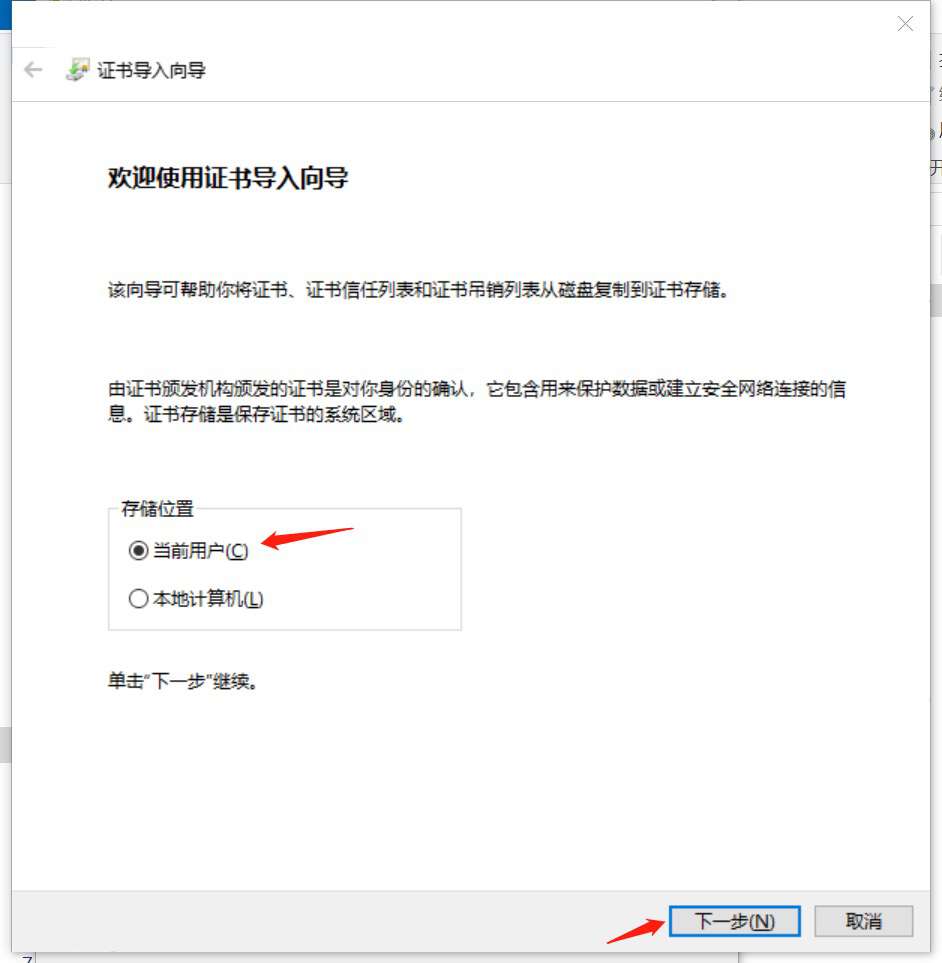 证书导入向导
欢迎使用证书导入向导
该向导可帮助你将证书、证书信任列表和证书吊销列表从磁盘复制到证书存储。
由证书颁发机构颁发的证书是对你身份的确认，它包含用来保护数据或建立安全网络连接的信
息。证书存储是保存证书的系统区域。
存储位置
当前用户(C)
本地计算机(L)
单击“下一步”继续。
下一步(N)
取消